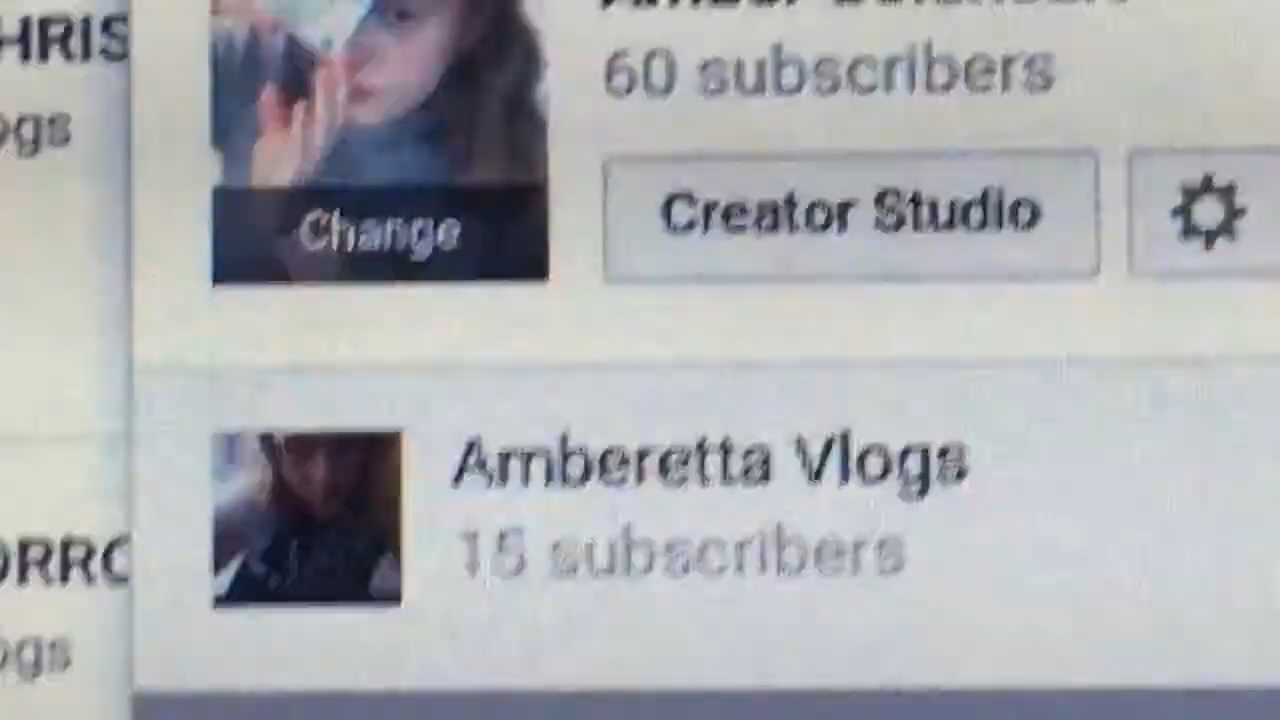 HRIS
ogs
60 subscribers
Change
Creator Studio
Amberetta Vlogs
15 subscribers
ORRO
ogs